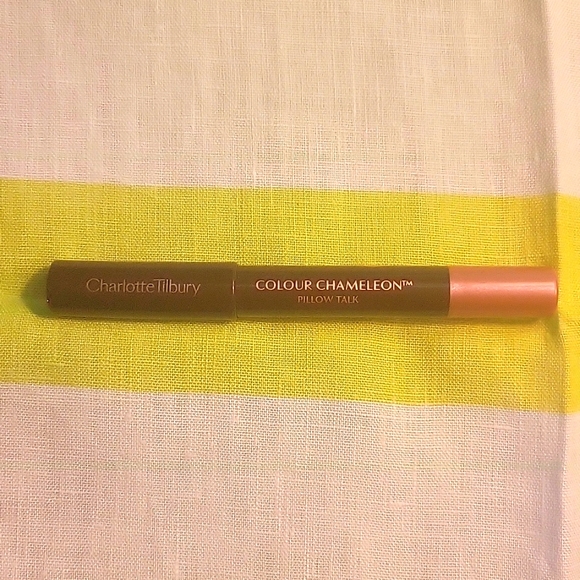 CharlotteTilbury
COLOUR CHAMELEON™
PILLOW TALK